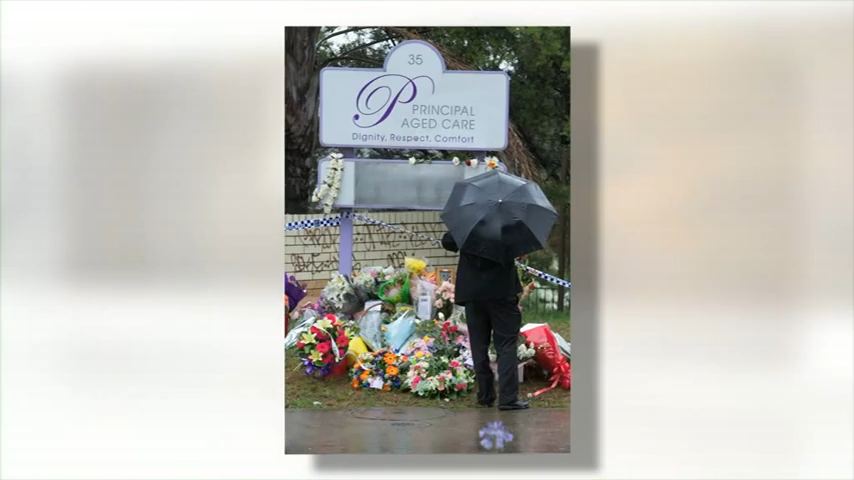 35
P
PRINCIPAL
AGED CARE
Dignity, Respect, Comfort